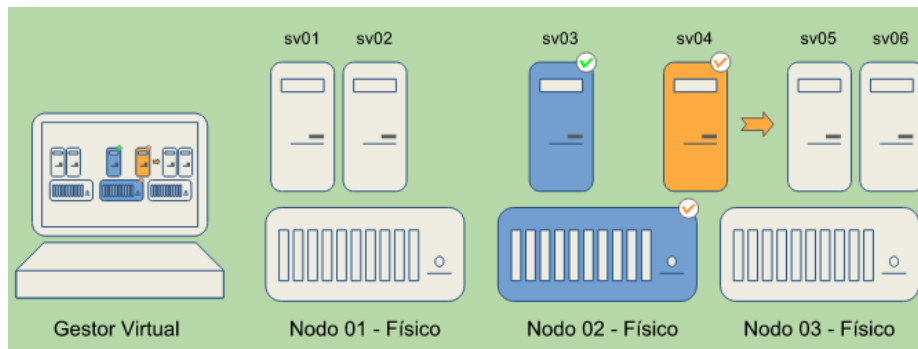 sv01
sv02
sv03
sv04
sv05
sv06
Gestor Virtual
Nodo 01 - Físico
Nodo 02 - Físico
Nodo 03 - Físico